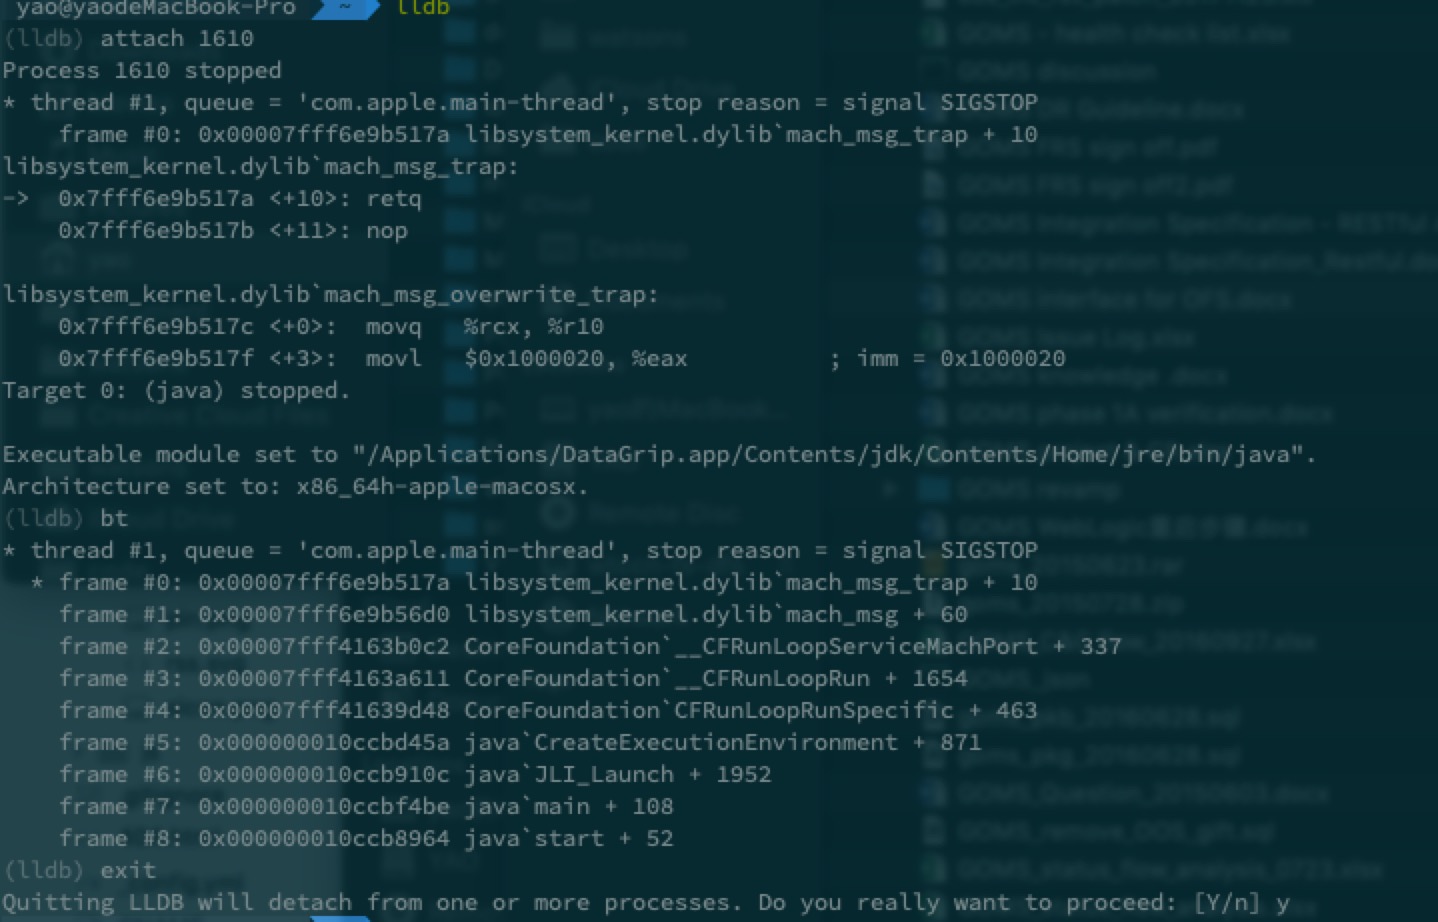 yao@yaodeMacBook-Pro ~ lldb
(lldb) attach 1610
Process 1610 stopped
* thread #1, queue = 'com.apple.main-thread', stop reason = signal SIGSTOP
    frame #0: 0x00007fff6e9b517a libsystem_kernel.dylib`mach_msg_trap + 10
libsystem_kernel.dylib`mach_msg_trap:
->  0x7fff6e9b517a <+10>: retq
    0x7fff6e9b517b <+11>: nop
libsystem_kernel.dylib`mach_msg_overwrite_trap:
    0x7fff6e9b517c <+0>:  movq   %rcx, %r10
    0x7fff6e9b517f <+3>:  movl   $0x1000020, %eax          ; imm = 0x1000020
Target 0: (java) stopped.
Executable module set to "/Applications/DataGrip.app/Contents/jdk/Contents/Home/jre/bin/java".
Architecture set to: x86_64h-apple-macosx.
(lldb) bt
* thread #1, queue = 'com.apple.main-thread', stop reason = signal SIGSTOP
  * frame #0: 0x00007fff6e9b517a libsystem_kernel.dylib`mach_msg_trap + 10
    frame #1: 0x00007fff6e9b56d0 libsystem_kernel.dylib`mach_msg + 60
    frame #2: 0x00007fff4163b0c2 CoreFoundation`__CFRunLoopServiceMachPort + 337
    frame #3: 0x00007fff4163a611 CoreFoundation`__CFRunLoopRun + 1654
    frame #4: 0x00007fff41639d48 CoreFoundation`CFRunLoopRunSpecific + 463
    frame #5: 0x000000010ccbd45a java`CreateExecutionEnvironment + 871
    frame #6: 0x000000010ccb910c java`JLI_Launch + 1952
    frame #7: 0x000000010ccbf4be java`main + 108
    frame #8: 0x000000010ccb8964 java`start + 52
(lldb) exit
Quitting LLDB will detach from one or more processes. Do you really want to proceed: [Y/n] y